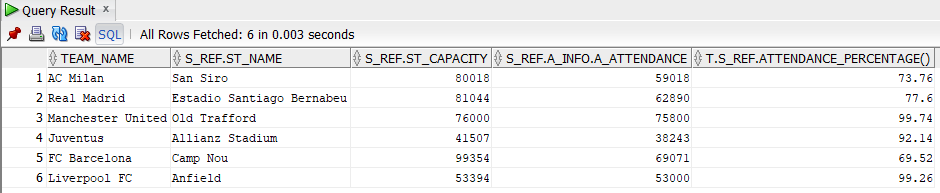 Query Result ×
SQL | All Rows Fetched: 6 in 0.003 seconds
TEAM_NAME S_REF.ST_NAME S_REF.ST_CAPACITY S_REF.A_INFO.A_ATTENDANCE T.S_REF.ATTENDANCE_PERCENTAGE()
1 AC Milan San Siro 80018 59018 73.76
2 Real Madrid Estadio Santiago Bernabeu 81044 62890 77.6
3 Manchester United Old Trafford 76000 75800 99.74
4 Juventus Allianz Stadium 41507 38243 92.14
5 FC Barcelona Camp Nou 99354 69071 69.52
6 Liverpool FC Anfield 53394 53000 99.26